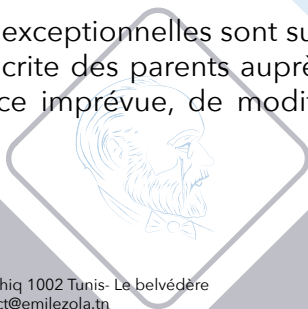 exceptionnelles sont su
crite des parents auprè
ce imprévue, de modif
hiq 1002 Tunis- Le belvédère
ct@emilezola.tn